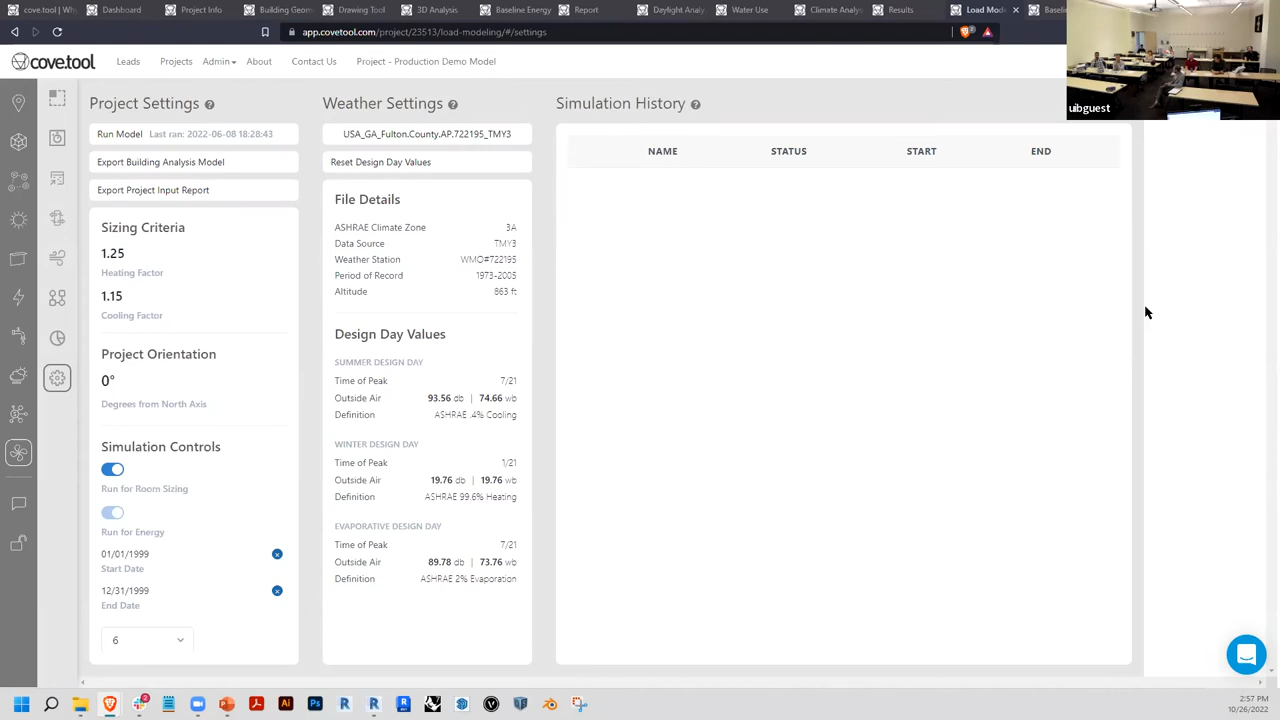 cove.tool | Wh
Dashboard
Project Info
Building Geom
Drawing Tool
3D Analysis
Baseline Energy
Report
Daylight Analy
Water Use
Climate Analys
Results
Load Mode
Baselin
app.covetool.com/project/23513/load-modeling/#/settings
2
uibguest
cove.tool
Leads
Projects
Admin
About
Contact Us
Project - Production Demo Model
Project Settings ?
Run Model Last ran: 2022-06-08 18:28:43
Export Building Analysis Model
Export Project Input Report
Sizing Criteria
1.25
Heating Factor
1.15
Cooling Factor
Project Orientation
0°
Degrees from North Axis
Simulation Controls
Run for Room Sizing
Run for Energy
01/01/1999
Start Date
12/31/1999
End Date
6
Weather Settings ?
USA_GA_Fulton.County.AP.722195_TMY3
Reset Design Day Values
File Details
ASHRAE Climate Zone 3A
Data Source TMY3
Weather Station WMO#722195
Period of Record 1973-2005
Altitude 863 ft
Design Day Values
SUMMER DESIGN DAY
Time of Peak 7/21
Outside Air 93.56 db | 74.66 wb
Definition ASHRAE .4% Cooling
WINTER DESIGN DAY
Time of Peak 1/21
Outside Air 19.76 db | 19.76 wb
Definition ASHRAE 99.6% Heating
EVAPORATIVE DESIGN DAY
Time of Peak 7/21
Outside Air 89.78 db | 73.76 wb
Definition ASHRAE 2% Evaporation
Simulation History ?
NAME STATUS START END
2:57 PM
10/26/2022